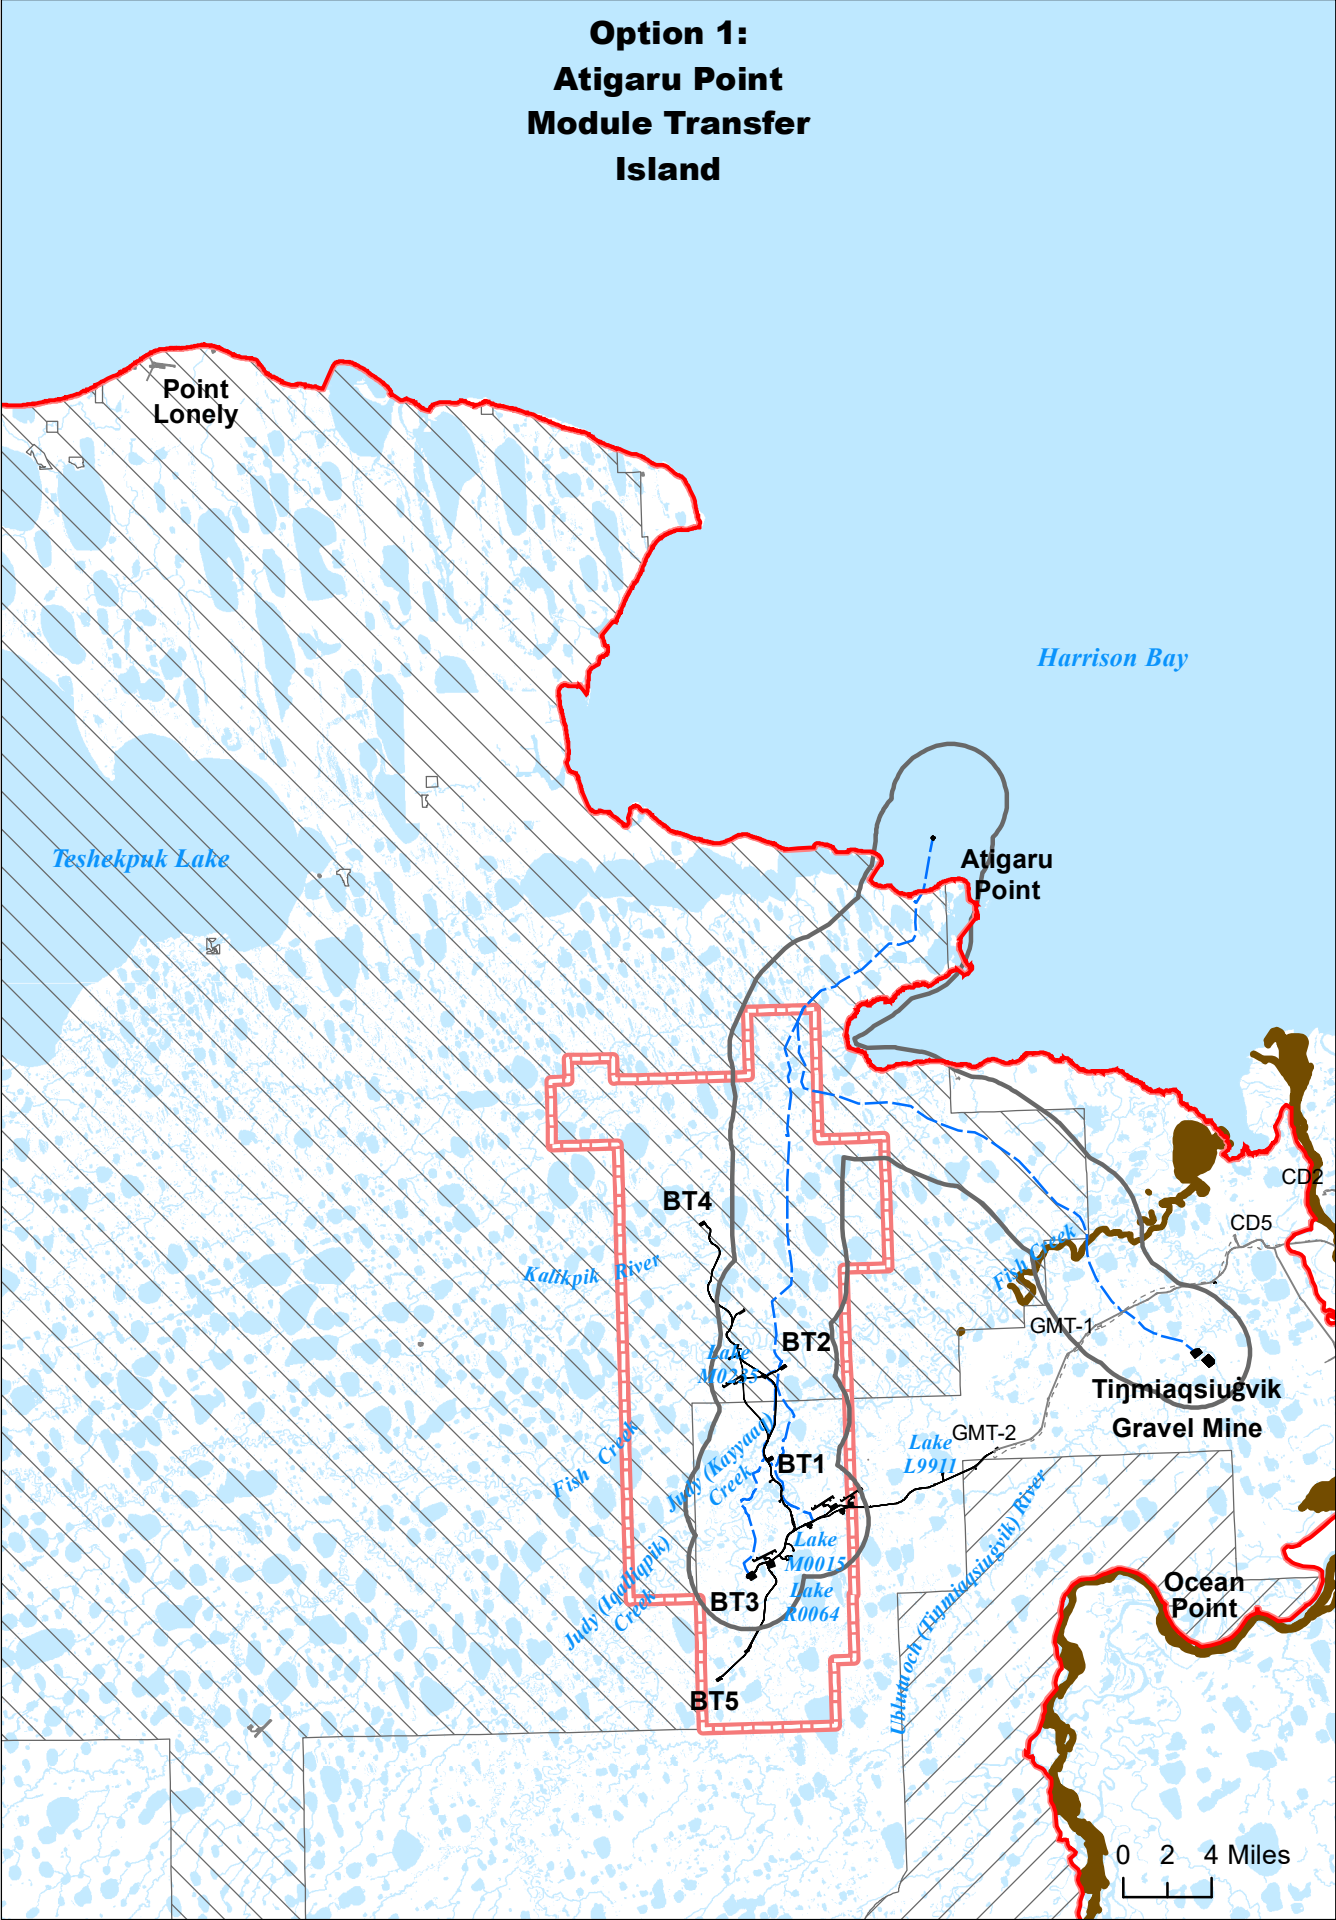 Option 1:
Atigaru Point
Module Transfer
Island
Point
Lonely
Harrison Bay
Teshekpuk Lake
Atigaru
Point
CD2
BT4
CD5
Fish Creek
Kalikpik River
GMT-1
BT2
Lake
M0235
Tiŋmiaqsiuġvik
Gravel Mine
GMT-2
Lake
L9911
Fish Creek
Judy (Kayyaaq)
Creek
BT1
Lake
M0015
Judy (Iqalliqpik)
Creek
BT3
Lake
R0064
Ublutuoch (Tiŋmiaqsiuġvik) River
Ocean
Point
BT5
0 2 4 Miles